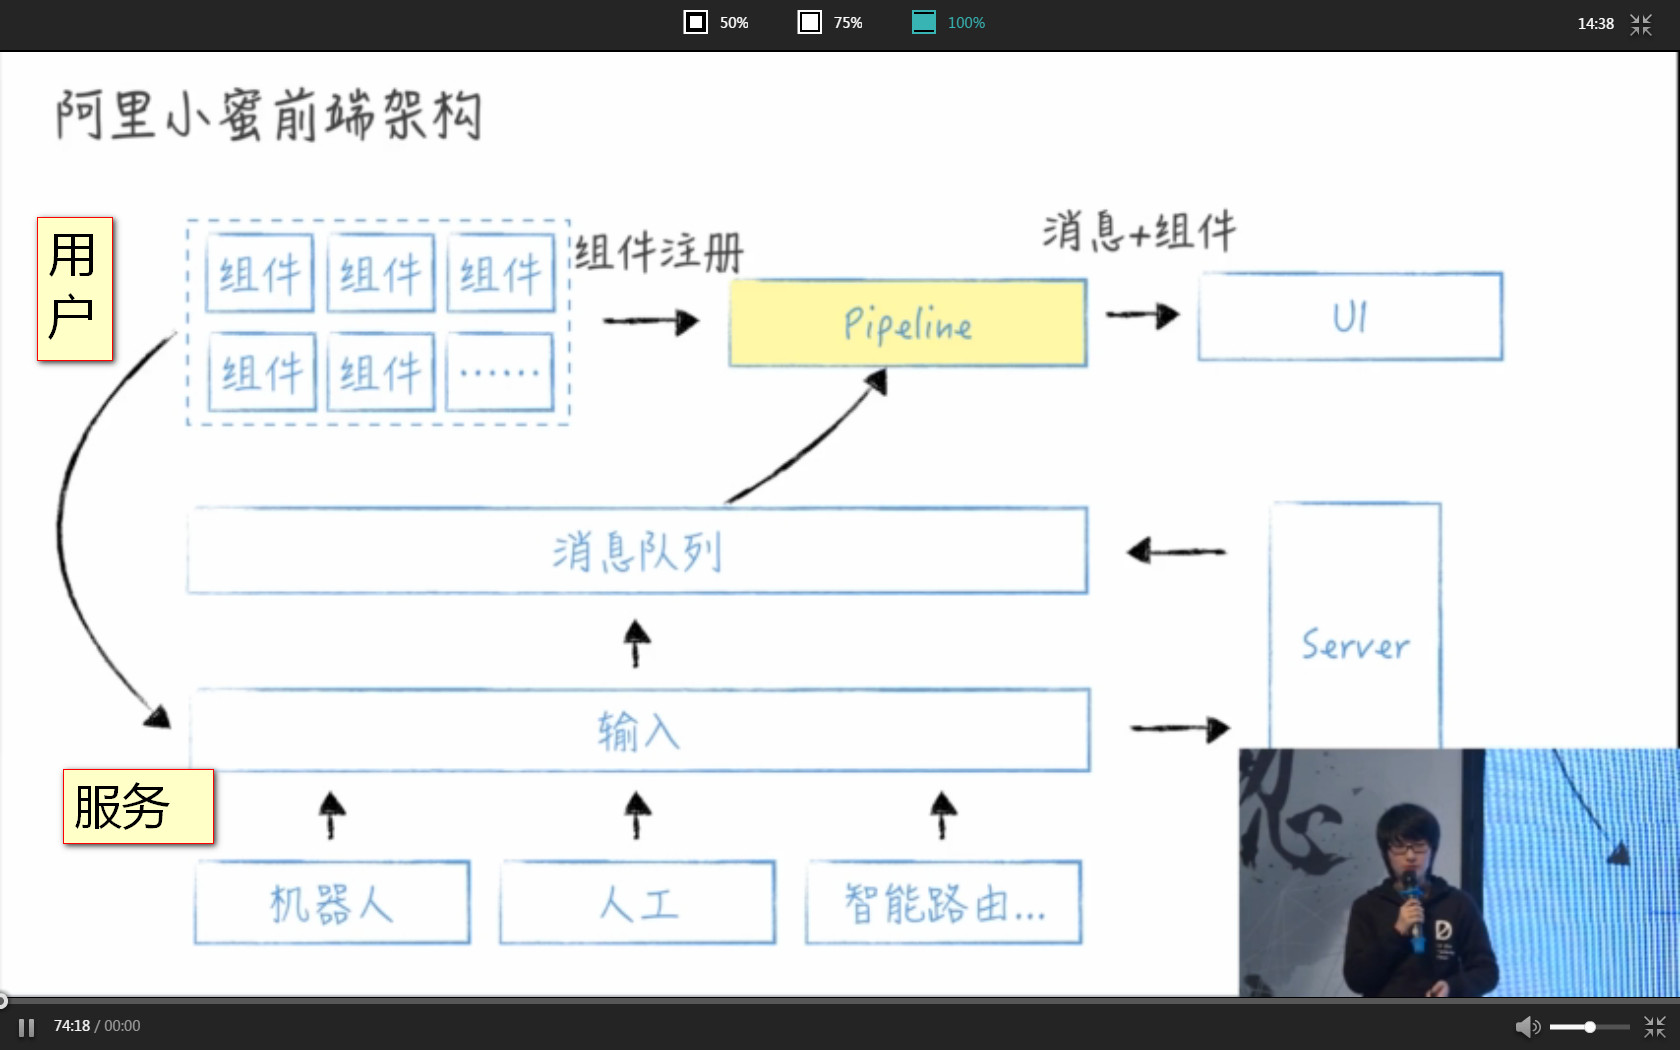 50%
75%
100%
14:38
阿里小蜜前端架构
用
户
组件 组件 组件
组件 组件 ……
组件注册
Pipeline
消息+组件
UI
消息队列
Server
输入
服务
机器人
人工
智能路由...
74:18 / 00:00